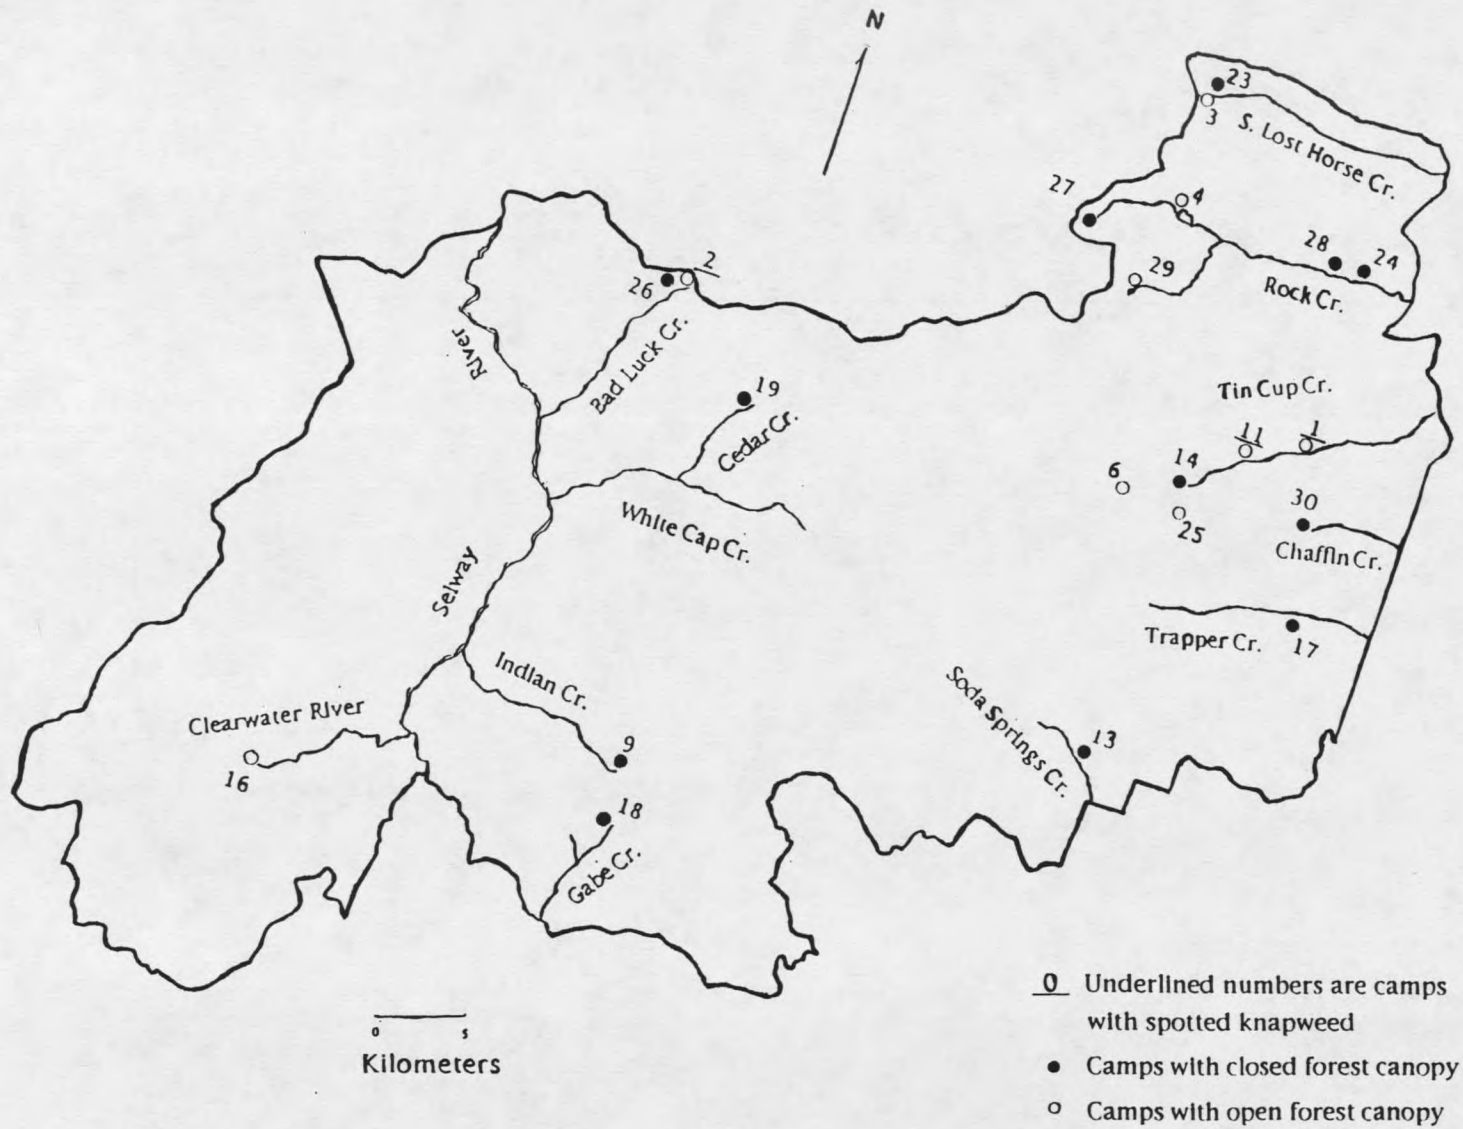 N
23
3
S. Lost Horse Cr.
27
4
28
24
29
Rock Cr.
2
26
River
Bad Luck Cr.
19
Cedar Cr.
Tin Cup Cr.
11
1
14
6
25
30
White Cap Cr.
Chaffin Cr.
Selway
Trapper Cr.
17
Indian Cr.
Soda Springs Cr.
Clearwater River
13
9
16
18
Gabe Cr.
0 5
Kilometers
0 Underlined numbers are camps
with spotted knapweed
Camps with closed forest canopy
Camps with open forest canopy